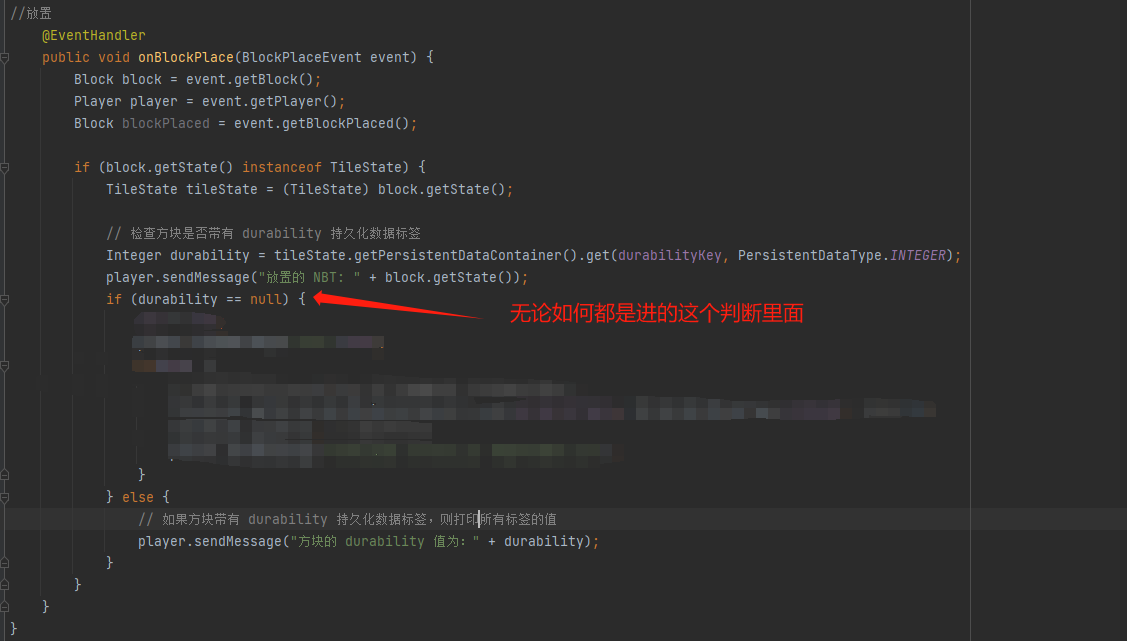 //放置
@EventHandler
public void onBlockPlace(BlockPlaceEvent event) {
Block block = event.getBlock();
Player player = event.getPlayer();
Block blockPlaced = event.getBlockPlaced();
if (block.getState() instanceof TileState) {
TileState tileState = (TileState) block.getState();
// 检查方块是否带有 durability 持久化数据标签
Integer durability = tileState.getPersistentDataContainer().get(durabilityKey, PersistentDataType.INTEGER);
player.sendMessage("放置的 NBT: " + block.getState());
if (durability == null) {
无论如何都是进的这个判断里面
}
} else {
// 如果方块带有 durability 持久化数据标签，则打印所有标签的值
player.sendMessage("方块的 durability 值为：" + durability);
}
}
}
}